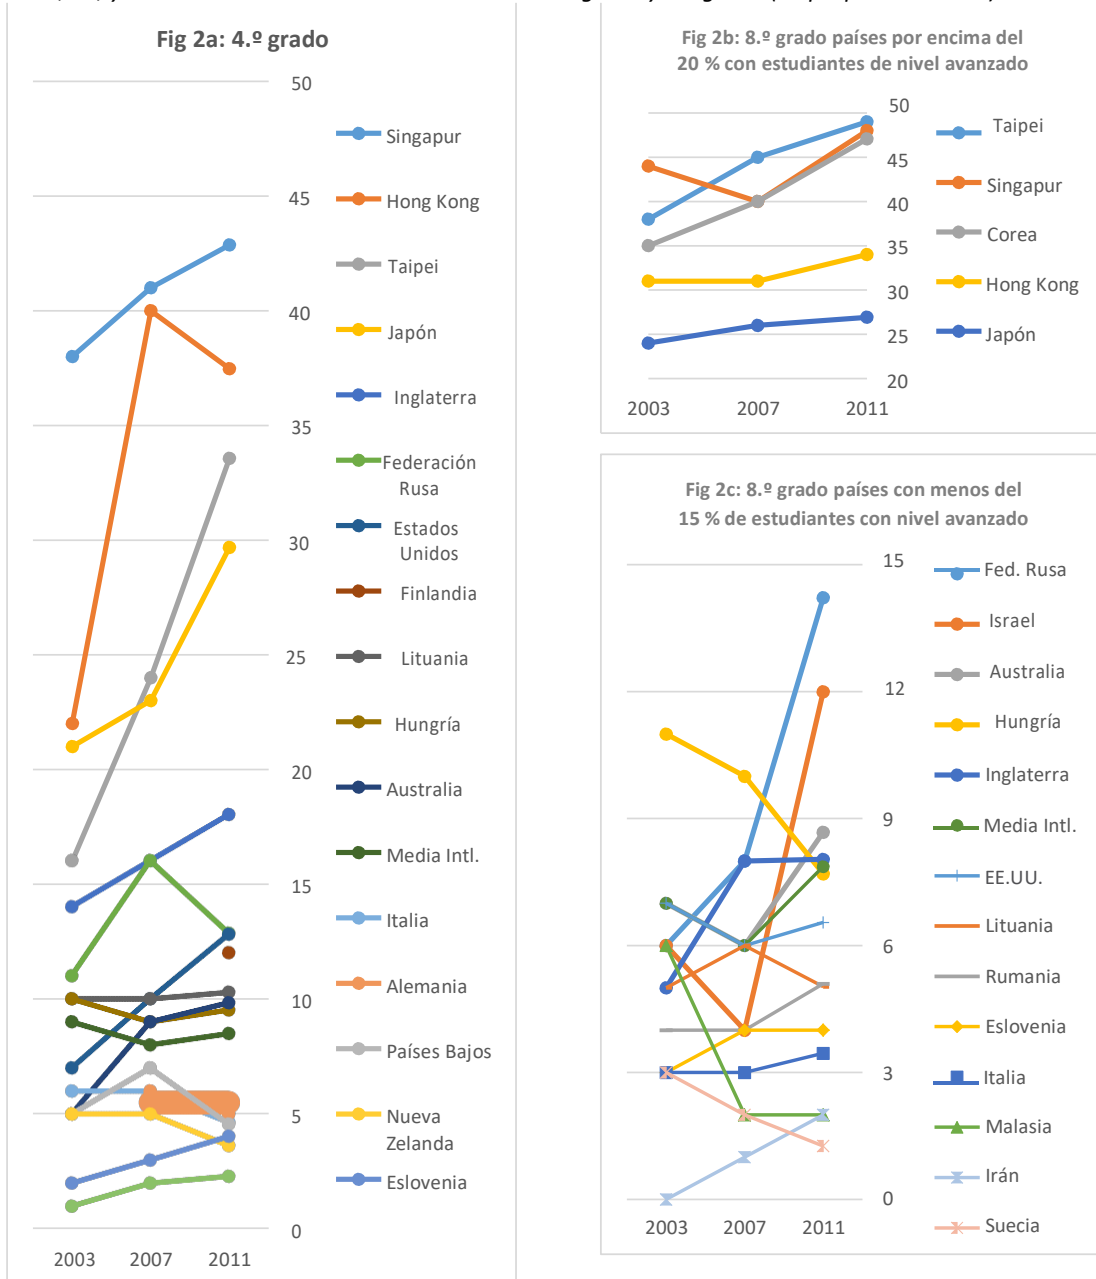 Fig 2a: 4.º grado
50
45
40
35
30
25
20
15
10
5
0
2003 2007 2011
Singapur
Hong Kong
Taipei
Japón
Inglaterra
Federación
Rusa
Estados
Unidos
Finlandia
Lituania
Hungría
Australia
Media Intl.
Italia
Alemania
Países Bajos
Nueva
Zelanda
Eslovenia
Fig 2b: 8.º grado países por encima del
20 % con estudiantes de nivel avanzado
50
45
40
35
30
25
20
2003 2007 2011
Taipei
Singapur
Corea
Hong Kong
Japón
Fig 2c: 8.º grado países con menos del
15 % de estudiantes con nivel avanzado
15
12
9
6
3
0
2003 2007 2011
Fed. Rusa
Israel
Australia
Hungría
Inglaterra
Media Intl.
EE.UU.
Lituania
Rumania
Eslovenia
Italia
Malasia
Irán
Suecia